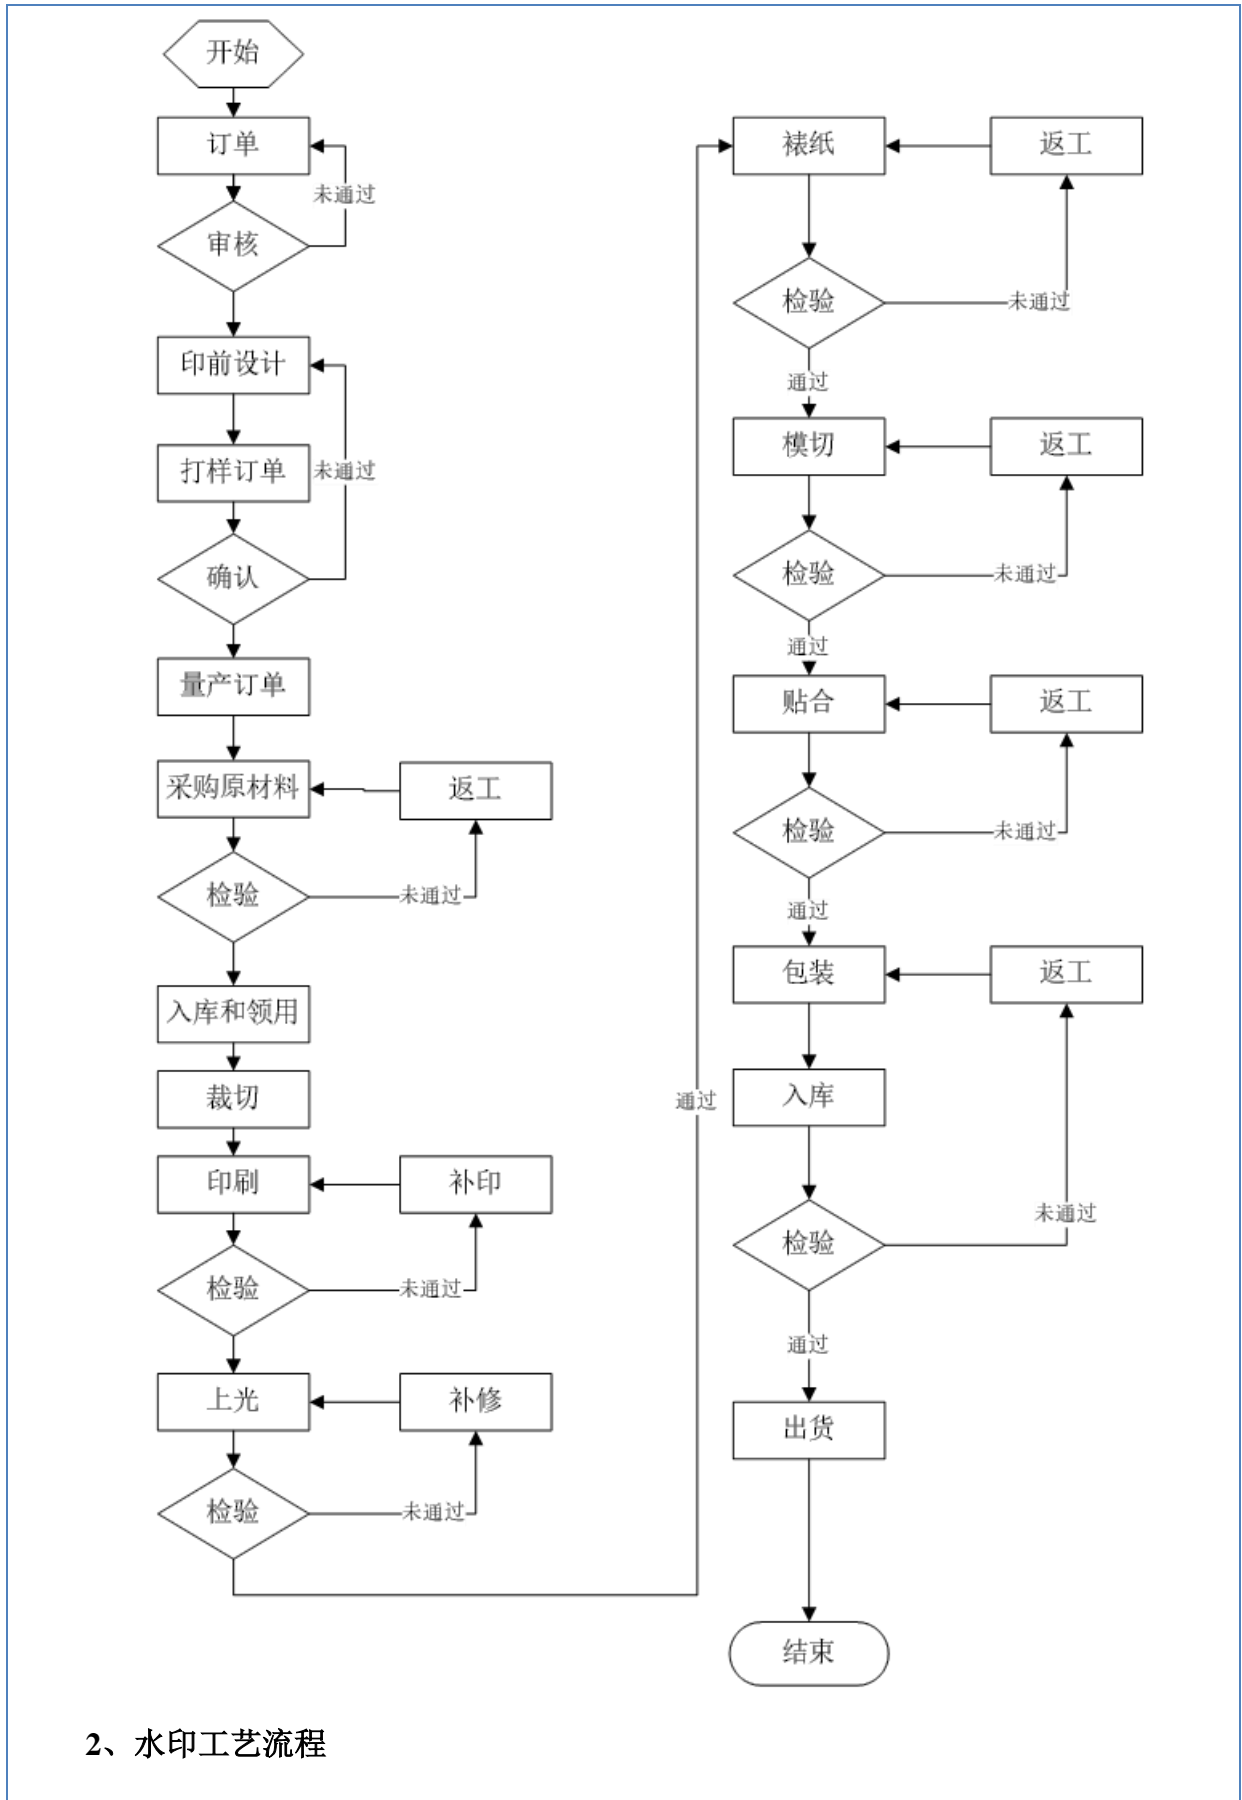 开始
订单
未通过
审核
印前设计
打样订单
未通过
确认
量产订单
采购原材料
返工
检验
未通过
入库和领用
裁切
印刷
补印
检验
未通过
上光
补修
检验
未通过
通过
裱纸
返工
检验
未通过
通过
模切
返工
检验
未通过
通过
贴合
返工
检验
未通过
通过
包装
返工
入库
检验
未通过
通过
出货
结束
2、水印工艺流程